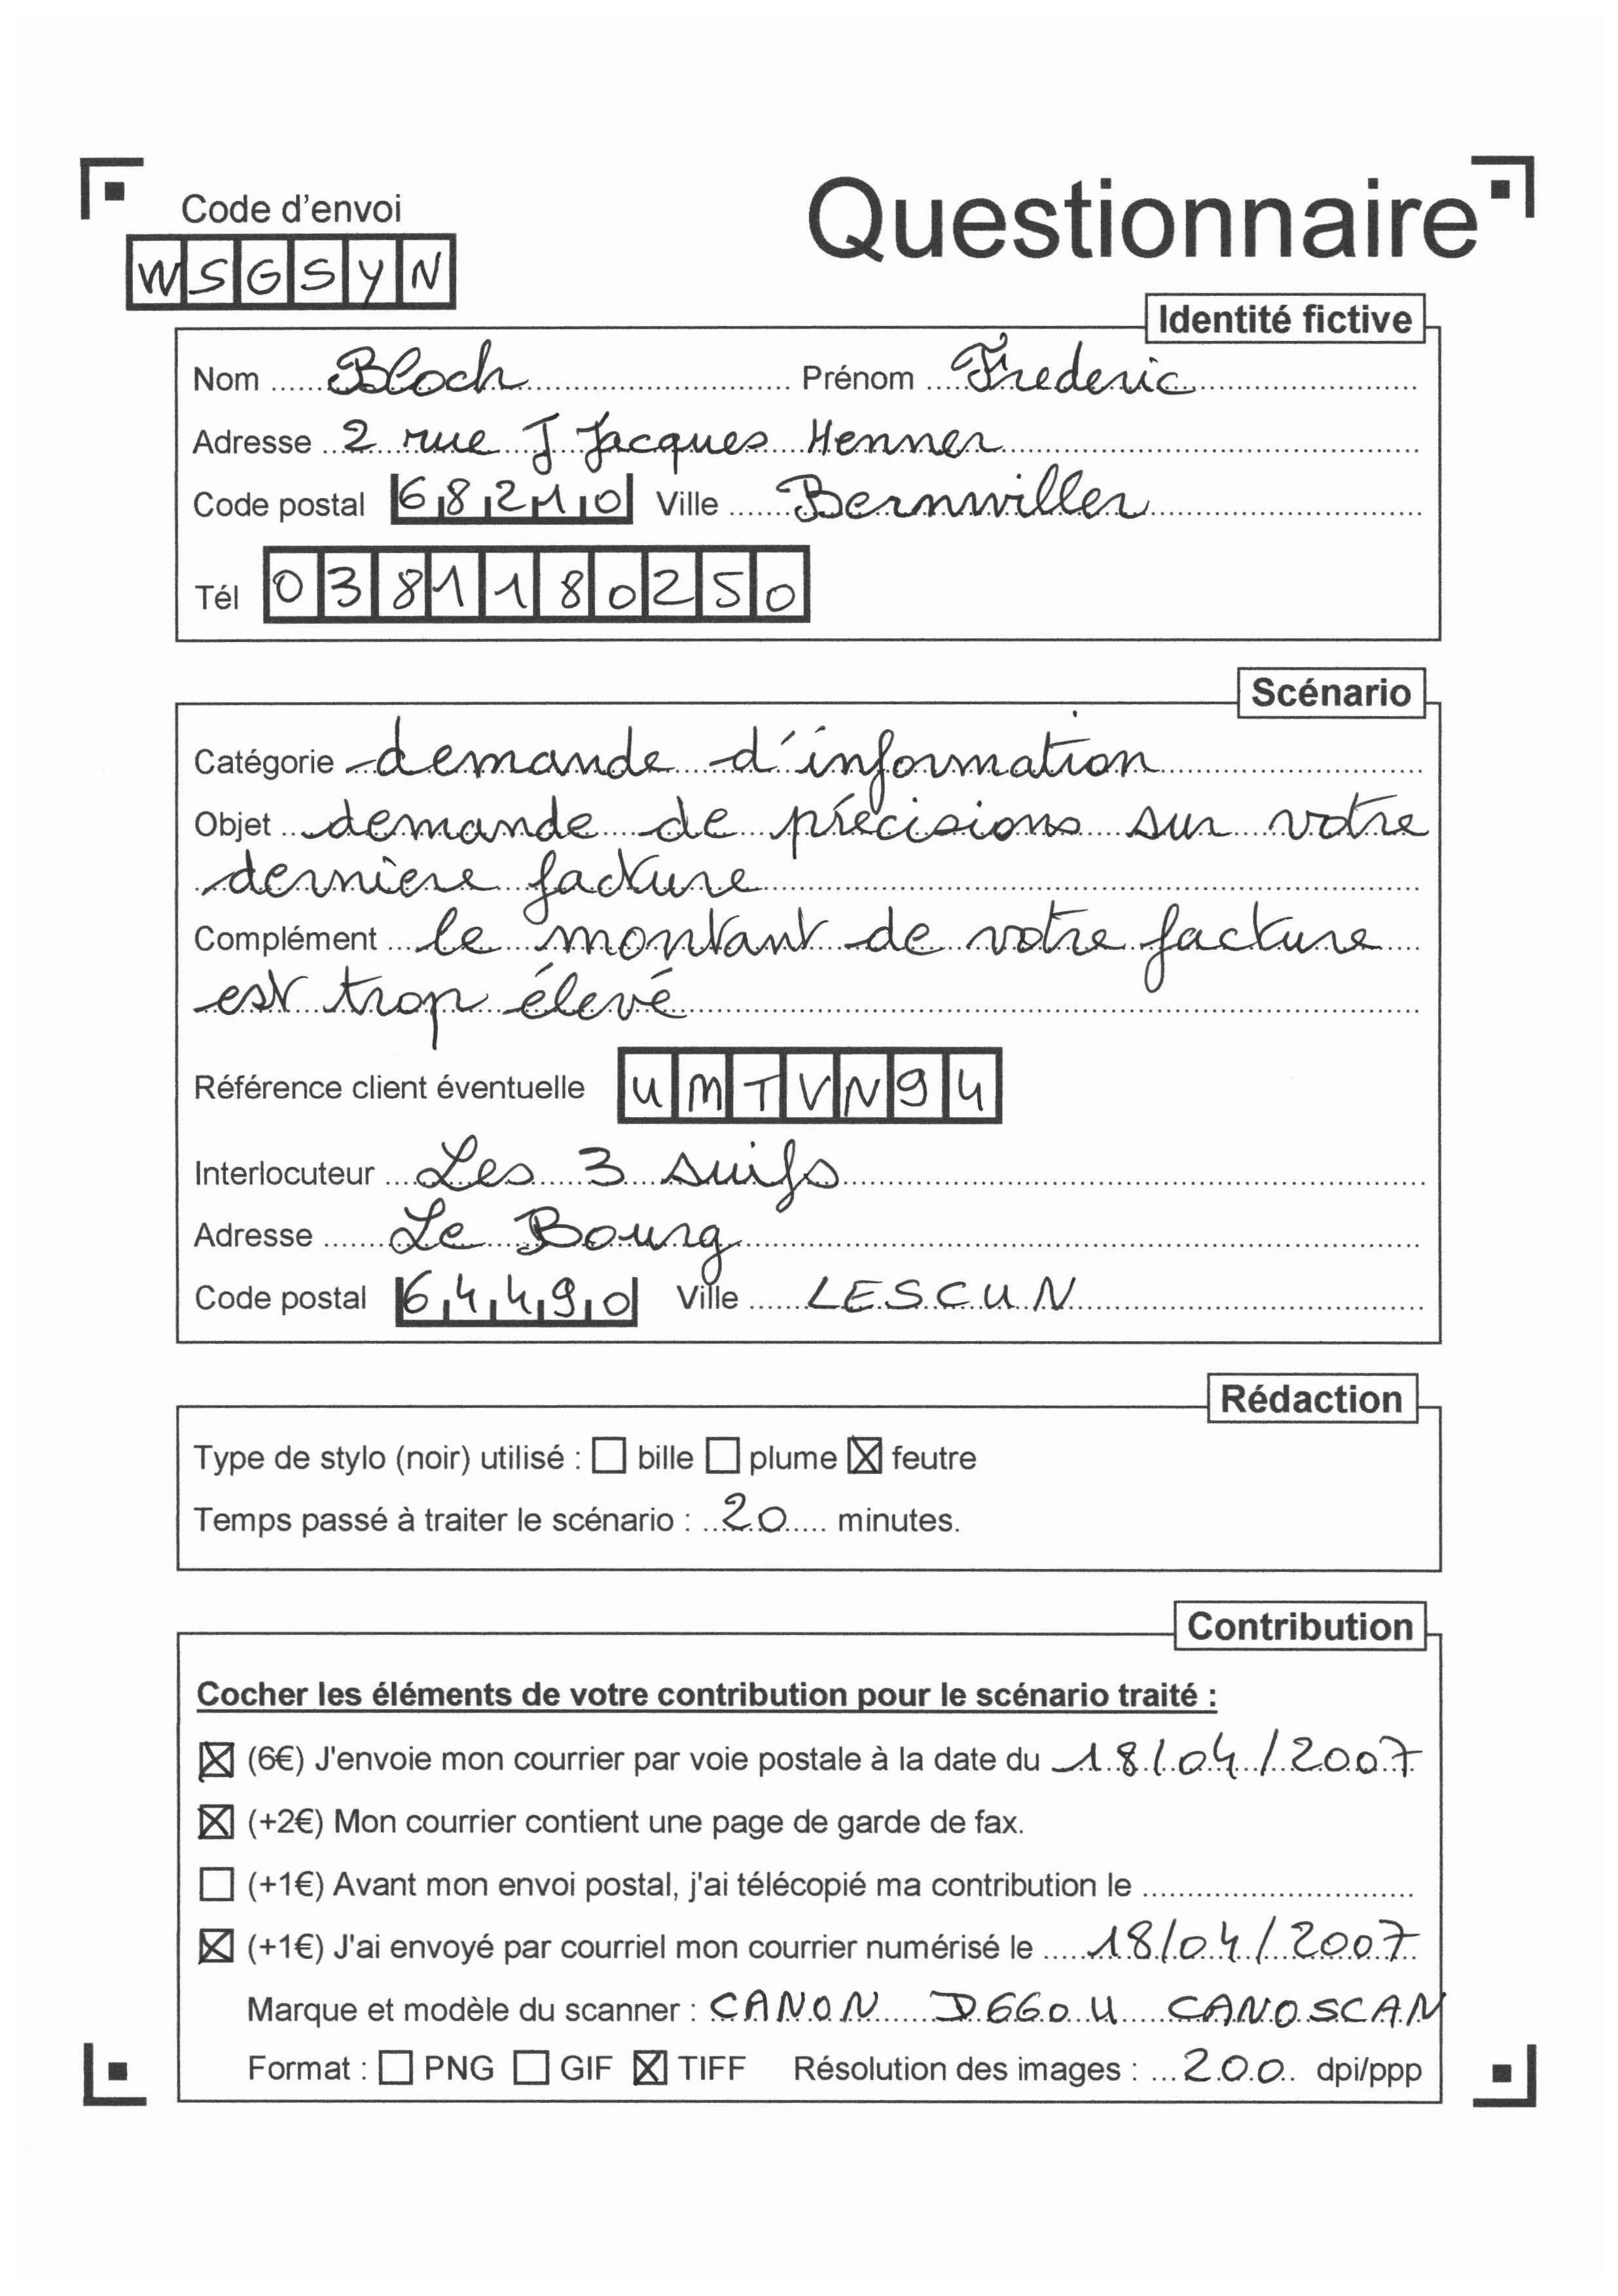 Code d'envoi
Questionnaire
WSGSYN
Identité fictive
Nom Bloch Prénom Frederic
Adresse 2 rue J Jacques Henner
Code postal 68210 Ville Bernwiller
Tél 0381180250
Scénario
Catégorie demande d'information
Objet demande de précisions sur votre
dernière facture
Complément le montant de votre facture
est trop élevé
Référence client éventuelle UMTVN94
Interlocuteur Les 3 suifs
Adresse Le Bourg
Code postal 64490 Ville LESCUN
Rédaction
Type de stylo (noir) utilisé : ☐ bille ☐ plume ☒ feutre
Temps passé à traiter le scénario : 20 minutes.
Contribution
Cocher les éléments de votre contribution pour le scénario traité :
☒ (6€) J'envoie mon courrier par voie postale à la date du 18/04/2007
☒ (+2€) Mon courrier contient une page de garde de fax.
☐ (+1€) Avant mon envoi postal, j'ai télécopié ma contribution le
☒ (+1€) J'ai envoyé par courriel mon courrier numérisé le 18/04/2007
Marque et modèle du scanner : CANON D660U CANOSCAN
Format : ☐ PNG ☐ GIF ☒ TIFF Résolution des images : 200 dpi/ppp